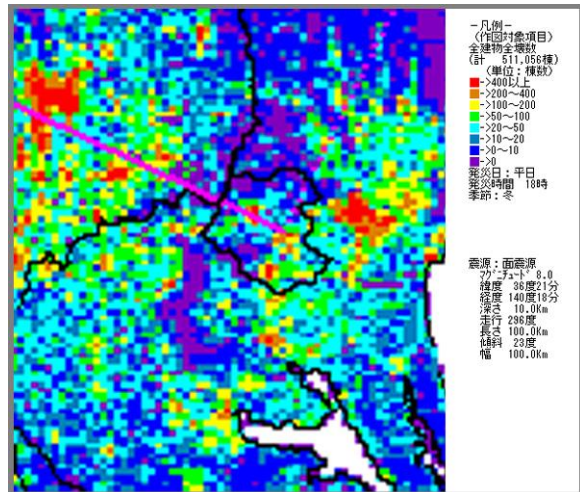 －凡例－
（作図対象項目）
全建物全壊数
(計　511,056棟)
（単位：棟数）
->400以上
->200～400
->100～200
->50～100
->20～50
->10～20
->0～10
->0
発災日：平日
発災時間　18時
季節：冬
震源：面震源
マグニチュード 8.0
緯度　36度21分
経度　140度18分
深さ　10.0Km
走行　296度
長さ　100.0Km
傾斜　23度
幅　100.0Km